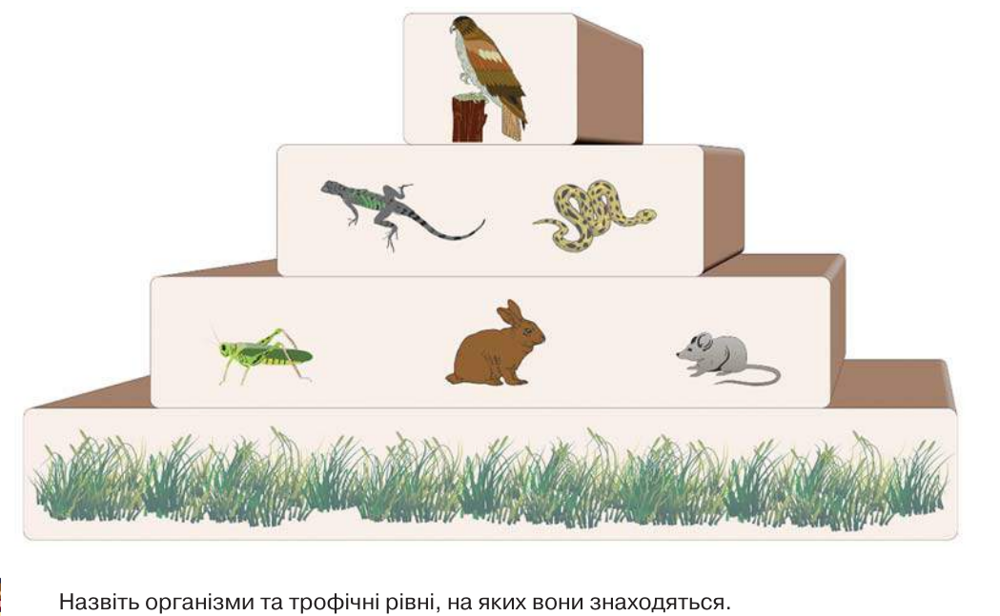 Назвіть організми та трофічні рівні, на яких вони знаходяться.